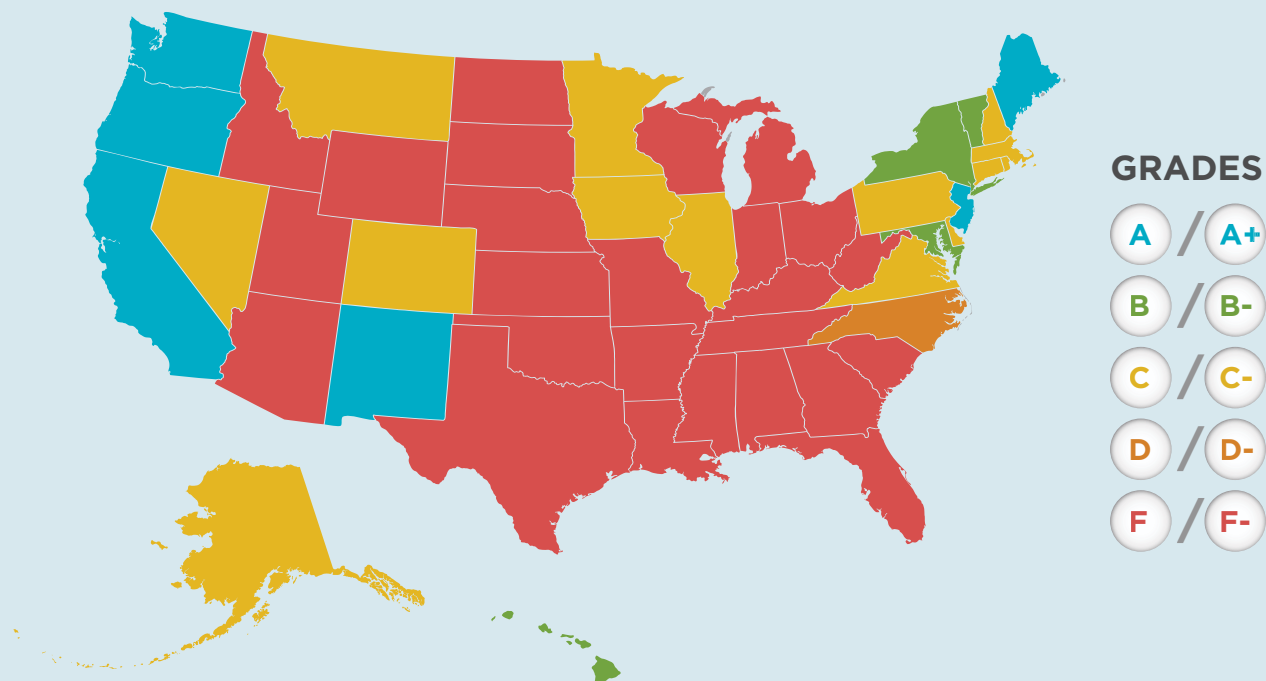 GRADES
A / A+
B / B-
C / C-
D / D-
F / F-